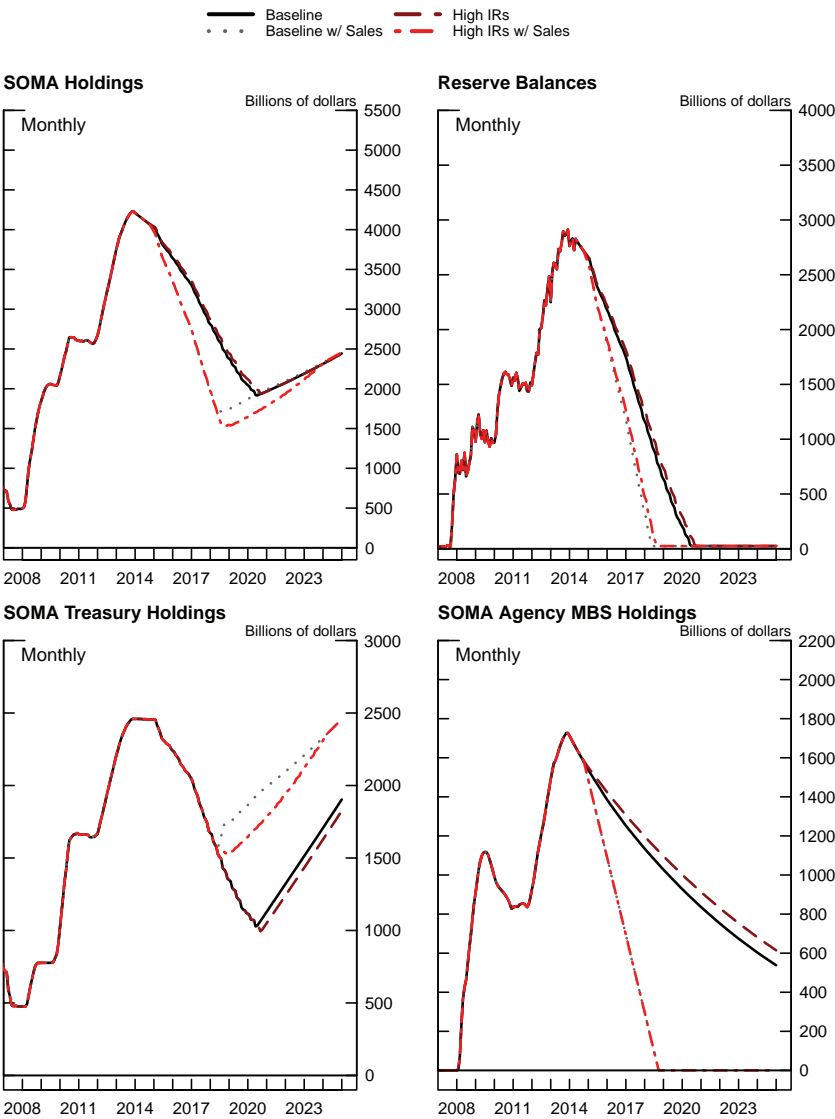 Baseline
High IRs
Baseline w/ Sales
High IRs w/ Sales
SOMA Holdings
Billions of dollars
Monthly
5500
5000
4500
4000
3500
3000
2500
2000
1500
1000
500
0
2008 2011 2014 2017 2020 2023
Reserve Balances
Billions of dollars
Monthly
4000
3500
3000
2500
2000
1500
1000
500
0
2008 2011 2014 2017 2020 2023
SOMA Treasury Holdings
Billions of dollars
Monthly
3000
2500
2000
1500
1000
500
0
2008 2011 2014 2017 2020 2023
SOMA Agency MBS Holdings
Billions of dollars
Monthly
2200
2000
1800
1600
1400
1200
1000
800
600
400
200
0
2008 2011 2014 2017 2020 2023